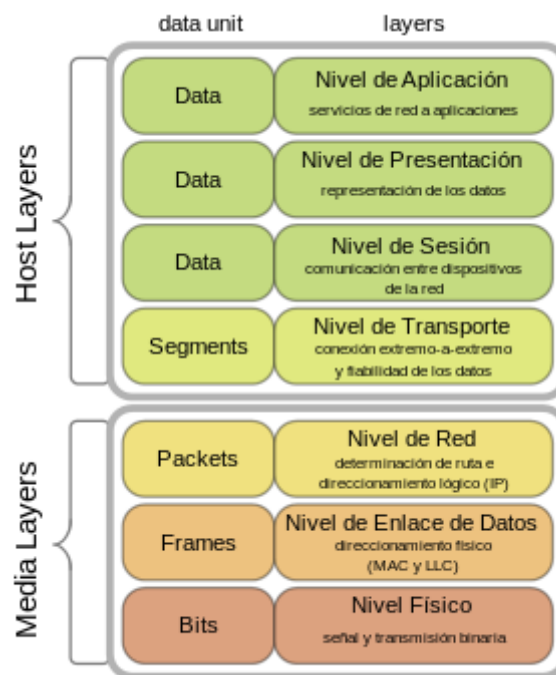 data unit
layers
Host Layers
Data
Nivel de Aplicación
servicios de red a aplicaciones
Data
Nivel de Presentación
representación de los datos
Data
Nivel de Sesión
comunicación entre dispositivos
de la red
Segments
Nivel de Transporte
conexión extremo-a-extremo
y fiabilidad de los datos
Media Layers
Packets
Nivel de Red
determinación de ruta e
direccionamiento lógico (IP)
Frames
Nivel de Enlace de Datos
direccionamiento físico
(MAC y LLC)
Bits
Nivel Físico
señal y transmisión binaria